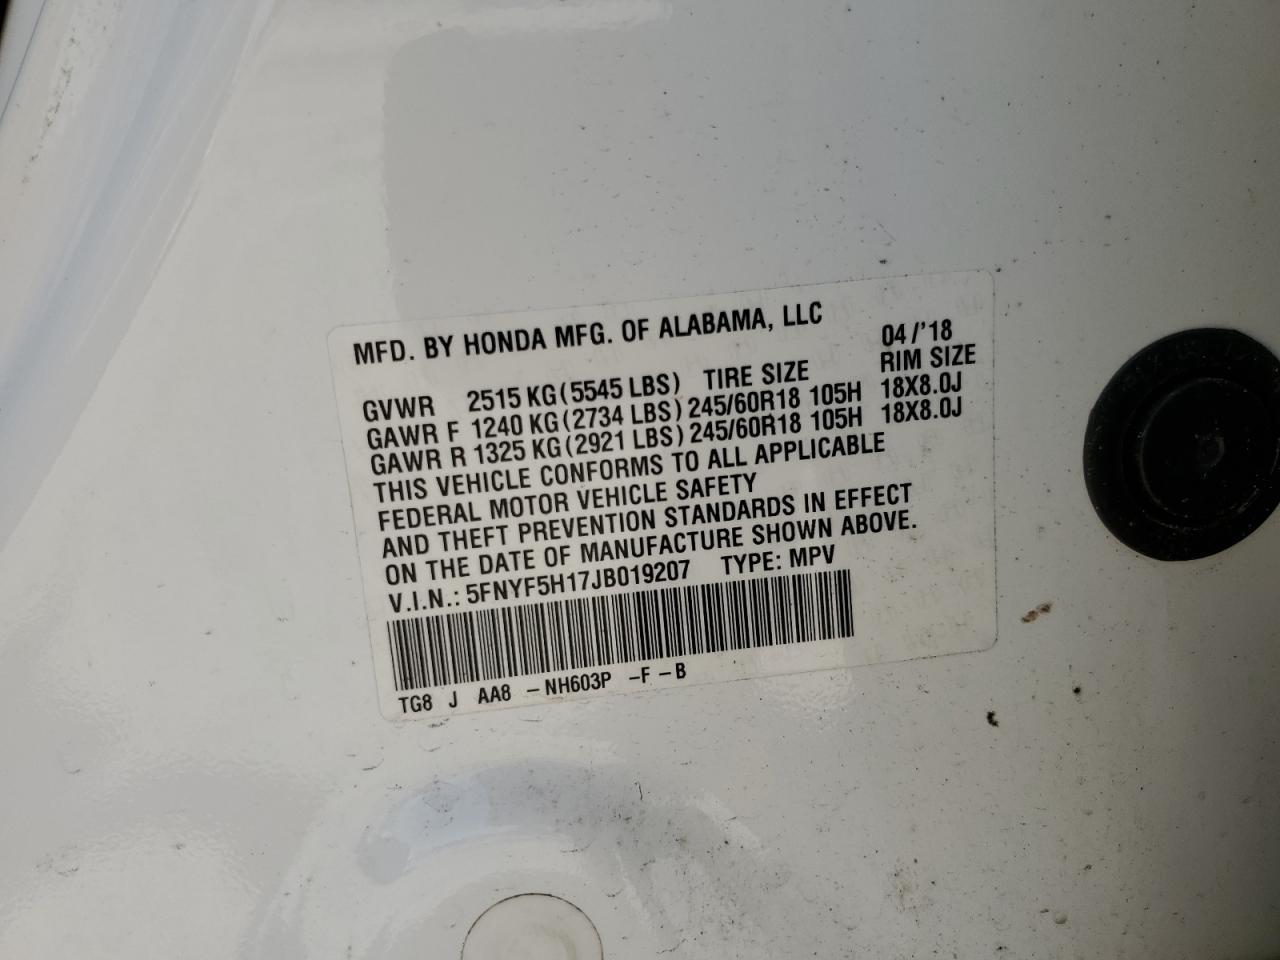 MFD. BY HONDA MFG. OF ALABAMA, LLC 04/'18
GVWR 2515 KG(5545 LBS) TIRE SIZE RIM SIZE
GAWR F 1240 KG(2734 LBS) 245/60R18 105H 18X8.0J
GAWR R 1325 KG(2921 LBS) 245/60R18 105H 18X8.0J
THIS VEHICLE CONFORMS TO ALL APPLICABLE
FEDERAL MOTOR VEHICLE SAFETY
AND THEFT PREVENTION STANDARDS IN EFFECT
ON THE DATE OF MANUFACTURE SHOWN ABOVE.
V.I.N.: 5FNYF5H17JB019207 TYPE: MPV
TG8 J AA8 -NH603P -F -B